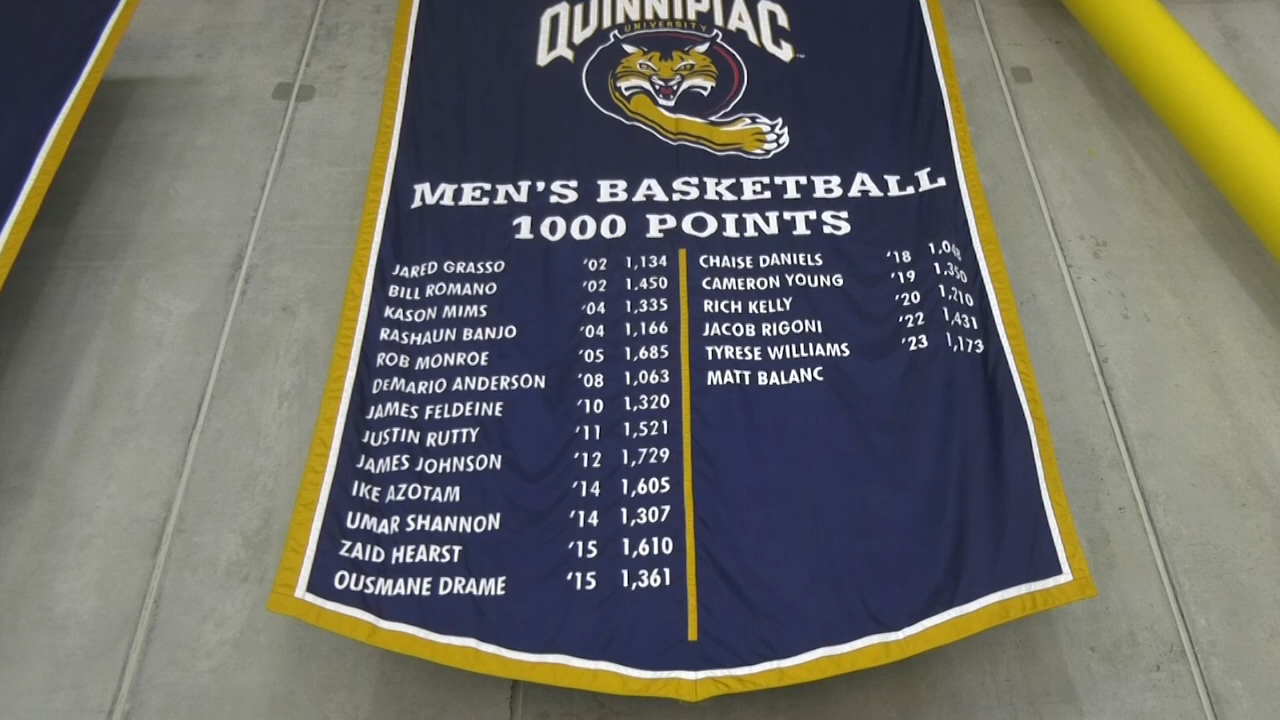 QUINNIPIAC
UNIVERSITY
MEN'S BASKETBALL
1000 POINTS
JARED GRASSO '02 1,134
BILL ROMANO '02 1,450
KASON MIMS '04 1,335
RASHAUN BANJO '04 1,166
ROB MONROE '05 1,685
DEMARIO ANDERSON '08 1,063
JAMES FELDEINE '10 1,320
JUSTIN RUTTY '11 1,521
JAMES JOHNSON '12 1,729
IKE AZOTAM '14 1,605
UMAR SHANNON '14 1,307
ZAID HEARST '15 1,610
OUSMANE DRAME '15 1,361
CHAISE DANIELS '18
CAMERON YOUNG '19 1,350
RICH KELLY '20 1,210
JACOB RIGONI '22 1,431
TYRESE WILLIAMS '23 1,173
MATT BALANC